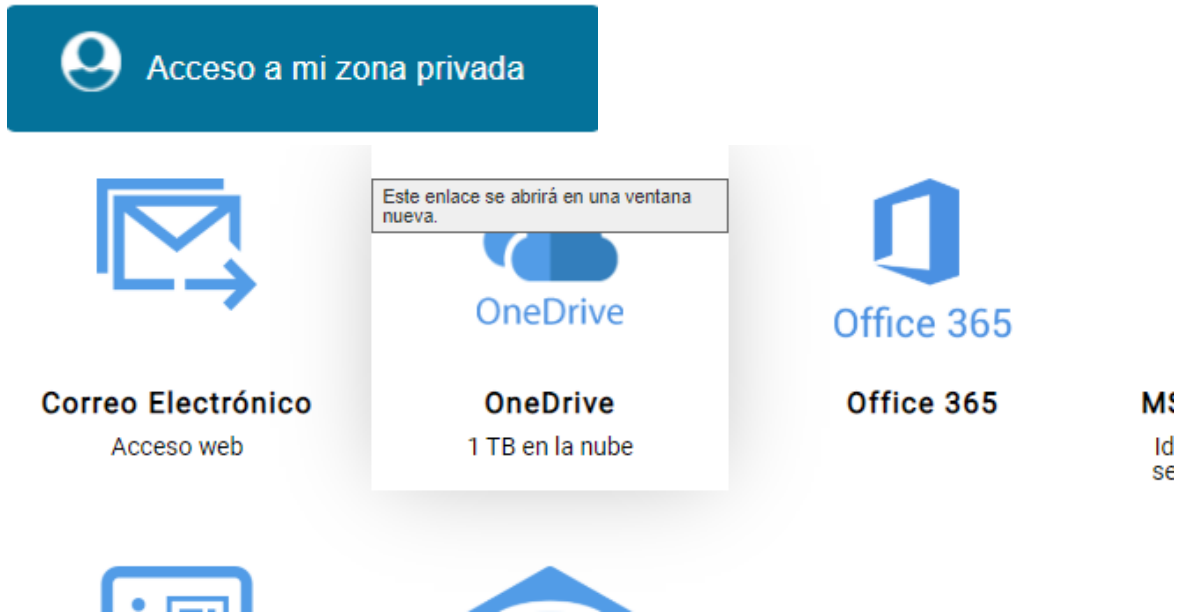 Acceso a mi zona privada
Este enlace se abrirá en una ventana
nueva.
OneDrive
Office 365
Correo Electrónico
OneDrive
Office 365
Acceso web
1 TB en la nube